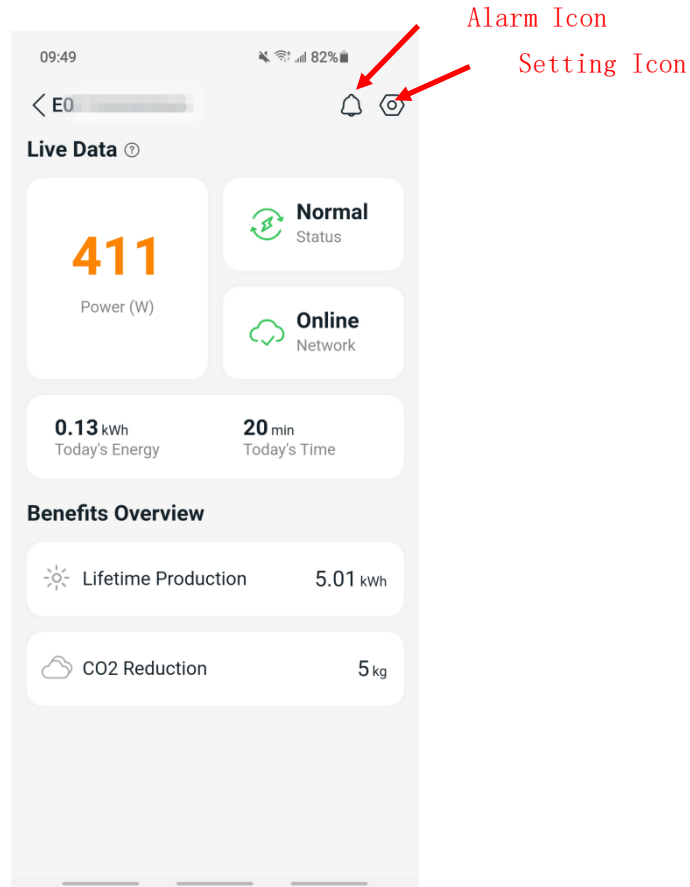 Alarm Icon
Setting Icon
09:49
82%
E0
Live Data
411
Power (W)
Normal
Status
Online
Network
0.13 kWh
Today's Energy
20 min
Today's Time
Benefits Overview
Lifetime Production 5.01 kWh
CO2 Reduction 5 kg